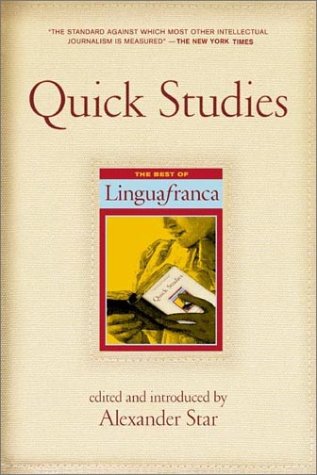 "THE STANDARD AGAINST WHICH MOST OTHER INTELLECTUAL
JOURNALISM IS MEASURED" — THE NEW YORK TIMES
Quick Studies
THE BEST OF
Linguafranca
Quick Studies
edited and introduced by
Alexander Star